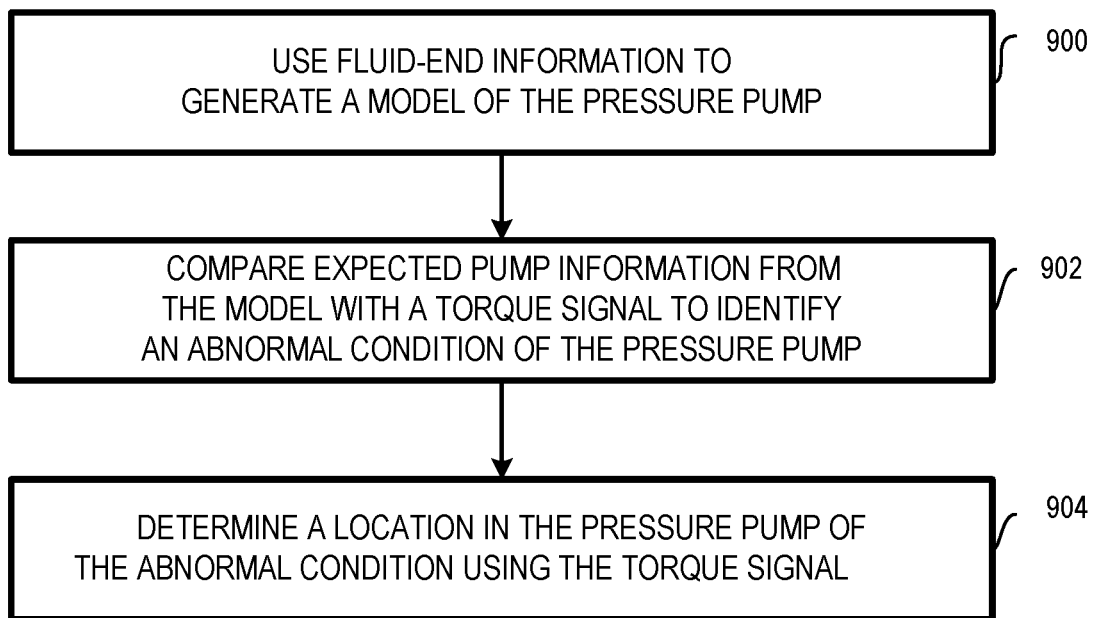 USE FLUID-END INFORMATION TO
GENERATE A MODEL OF THE PRESSURE PUMP
900
COMPARE EXPECTED PUMP INFORMATION FROM
THE MODEL WITH A TORQUE SIGNAL TO IDENTIFY
AN ABNORMAL CONDITION OF THE PRESSURE PUMP
902
DETERMINE A LOCATION IN THE PRESSURE PUMP OF
THE ABNORMAL CONDITION USING THE TORQUE SIGNAL
904